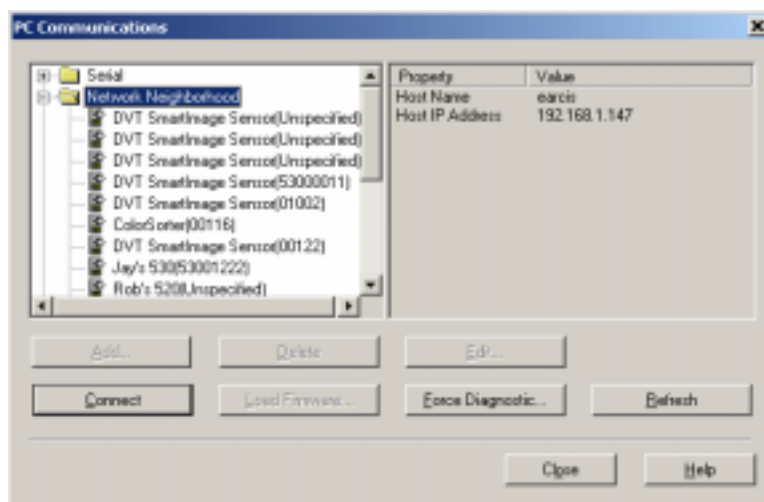 PC Communications
Serial
Network Neighborhood
DVT SmartImage Sensor(Unspecified)
DVT SmartImage Sensor(Unspecified)
DVT SmartImage Sensor(Unspecified)
DVT SmartImage Sensor(53000011)
DVT SmartImage Sensor(01002)
ColorSorter(00116)
DVT SmartImage Sensor(00122)
Jay's 530(53001222)
Rob's 520(Unspecified)
Property Value
Host Name earcis
Host IP Address 192.168.1.147
Add... Delete Edit...
Connect Load Firmware... Force Diagnostic... Refresh
Close Help